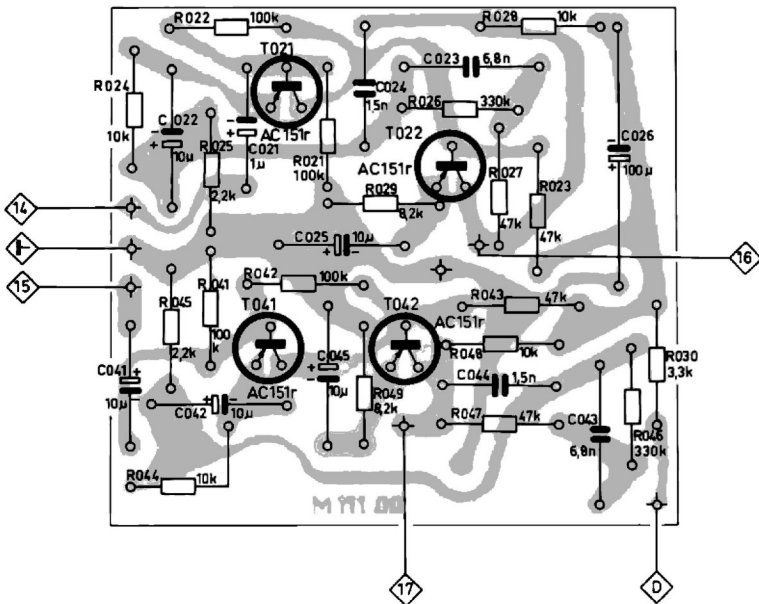 R022 100k
R028 10k
T021
C023 6,8n
R024
10k
C022
10µ
R025
2,2k
C021
1µ
AC151r
R021
100k
C024
1,5n
R026 330k
T022
AC151r
R027
47k
R023
47k
C026
100µ
R029
8,2k
14
C025 10µ
16
15
R042 100k
R045
2,2k
R041
100
k
T041
AC151r
T042
AC151r
R043 47k
R048 10k
C041
10µ
C042 10µ
C045
10µ
R049
8,2k
C044 1,5n
R047 47k
C043
6,8n
R046
330k
R030
3,3k
R044 10k
17
D